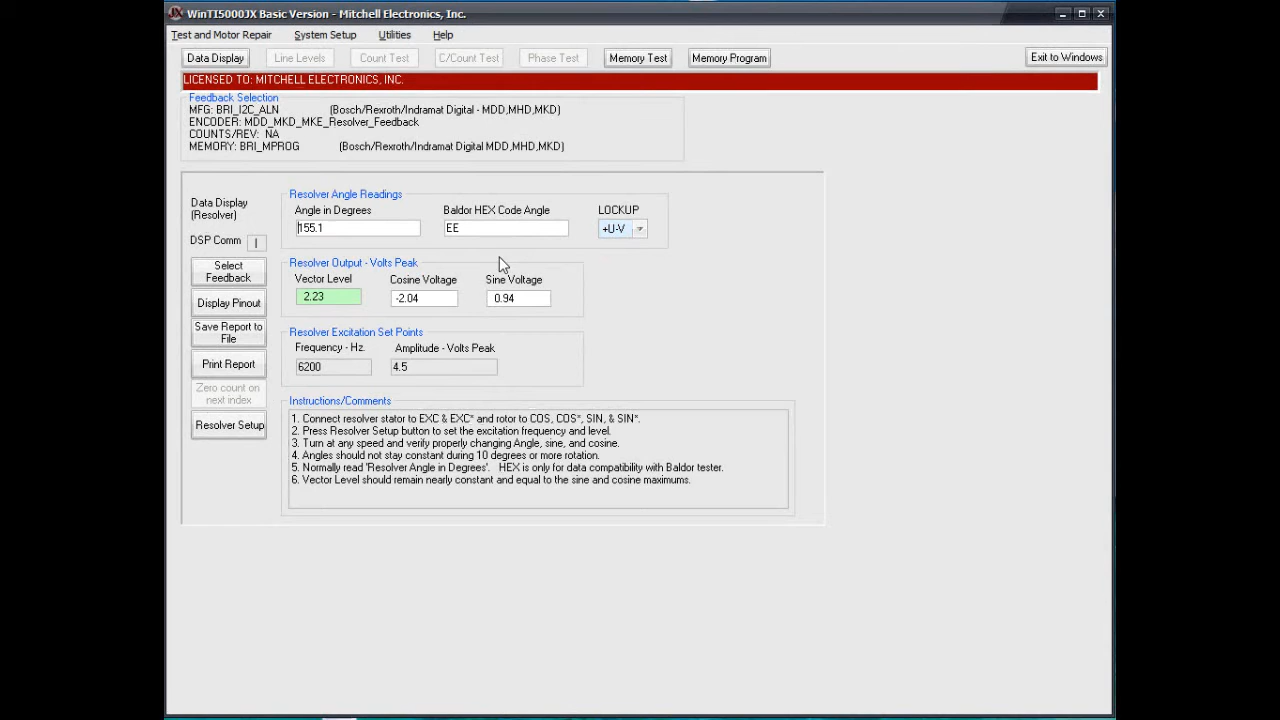 WinTI5000JX Basic Version - Mitchell Electronics, Inc.
Test and Motor Repair System Setup Utilities Help
Data Display Line Levels Count Test C/Count Test Phase Test Memory Test Memory Program Exit to Windows
LICENSED TO: MITCHELL ELECTRONICS, INC.
Feedback Selection
MFG: BRI_I2C_ALN (Bosch/Rexroth/Indramat Digital - MDD,MHD,MKD)
ENCODER: MDD_MKD_MKE_Resolver_Feedback
COUNTS/REV: NA
MEMORY: BRI_MPROG (Bosch/Rexroth/Indramat Digital MDD,MHD,MKD)
Data Display
(Resolver)
DSP Comm |
Select
Feedback
Display Pinout
Save Report to
File
Print Report
Zero count on
next index
Resolver Setup
Resolver Angle Readings
Angle in Degrees Baldor HEX Code Angle LOCKUP
155.1 EE +U-V
Resolver Output - Volts Peak
Vector Level Cosine Voltage Sine Voltage
2.23 -2.04 0.94
Resolver Excitation Set Points
Frequency - Hz. Amplitude - Volts Peak
6200 4.5
Instructions/Comments
1. Connect resolver stator to EXC & EXC* and rotor to COS, COS*, SIN, & SIN*.
2. Press Resolver Setup button to set the excitation frequency and level.
3. Turn at any speed and verify properly changing Angle, sine, and cosine.
4. Angles should not stay constant during 10 degrees or more rotation.
5. Normally read 'Resolver Angle in Degrees'. HEX is only for data compatibility with Baldor tester.
6. Vector Level should remain nearly constant and equal to the sine and cosine maximums.